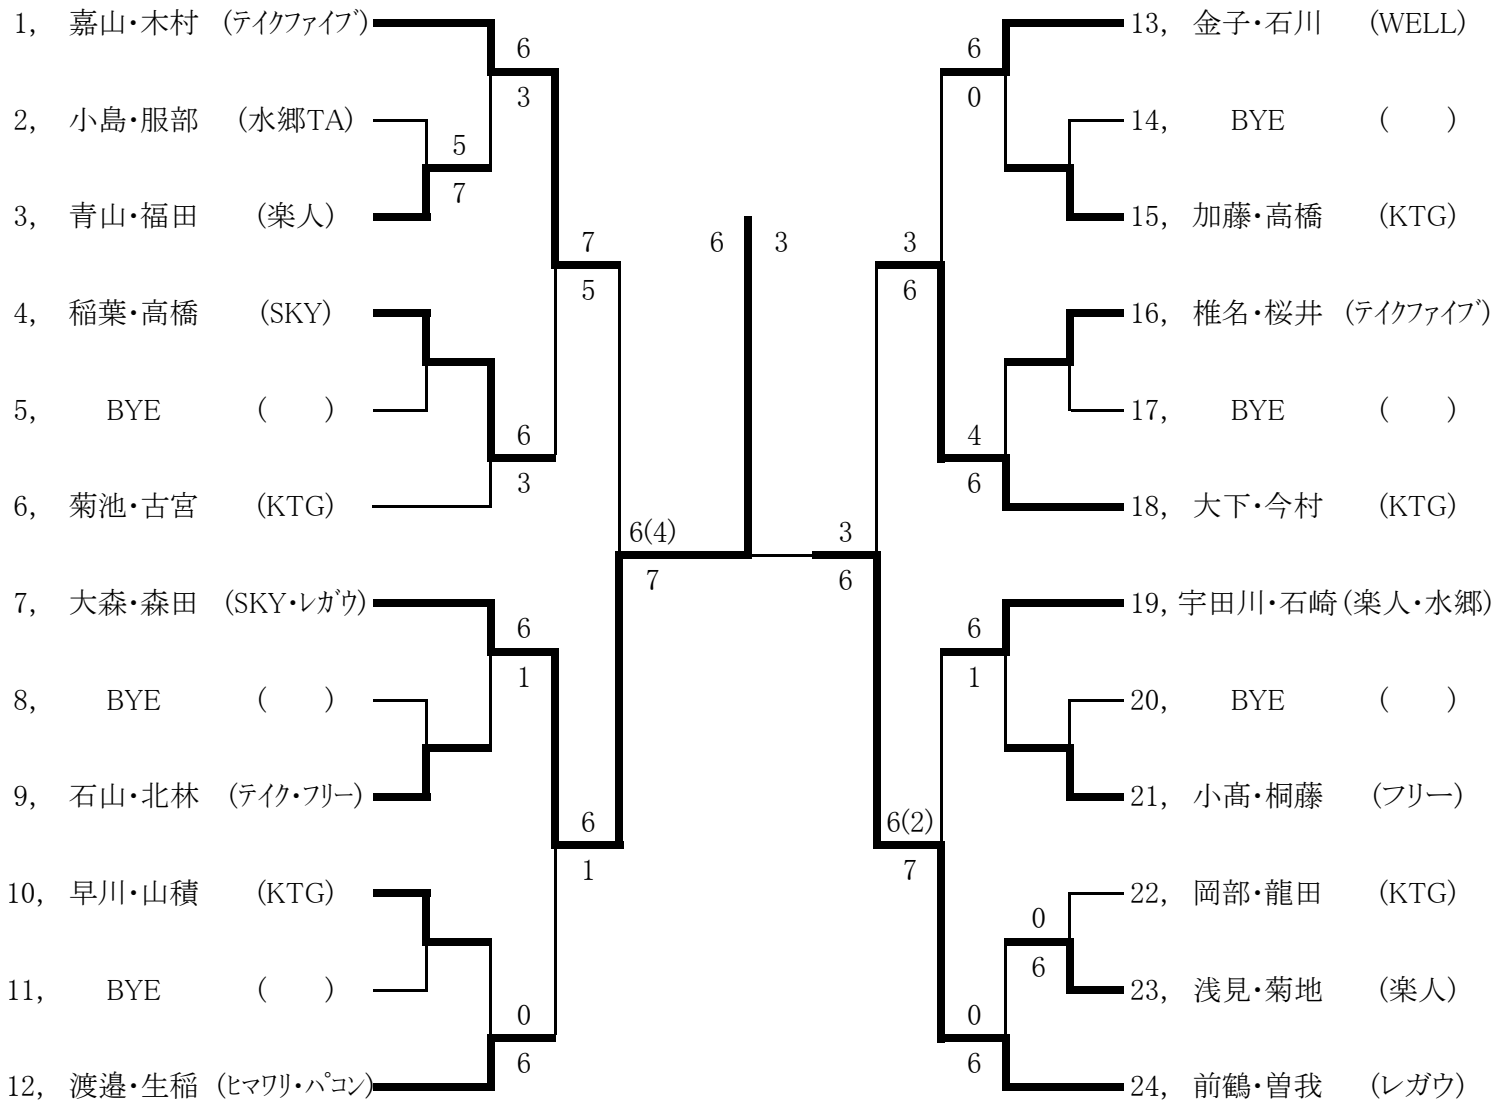 1, 嘉山・木村 (テイクファイブ)
6
3
2, 小島・服部 (水郷TA)
5
7
3, 青山・福田 (楽人)
7
5
4, 稲葉・高橋 (SKY)
5, BYE ( )
6
3
6, 菊池・古宮 (KTG)
6(4)
7
7, 大森・森田 (SKY・レガウ)
6
1
8, BYE ( )
9, 石山・北林 (テイク・フリー)
6
1
10, 早川・山積 (KTG)
11, BYE ( )
0
6
12, 渡邉・生稲 (ヒマワリ・パコン)
6 3
13, 金子・石川 (WELL)
6
0
14, BYE ( )
15, 加藤・高橋 (KTG)
3
6
16, 椎名・桜井 (テイクファイブ)
17, BYE ( )
4
6
18, 大下・今村 (KTG)
3
6
19, 宇田川・石崎 (楽人・水郷)
6
1
20, BYE ( )
21, 小髙・桐藤 (フリー)
6(2)
7
22, 岡部・龍田 (KTG)
0
6
23, 浅見・菊地 (楽人)
0
6
24, 前鶴・曽我 (レガウ)